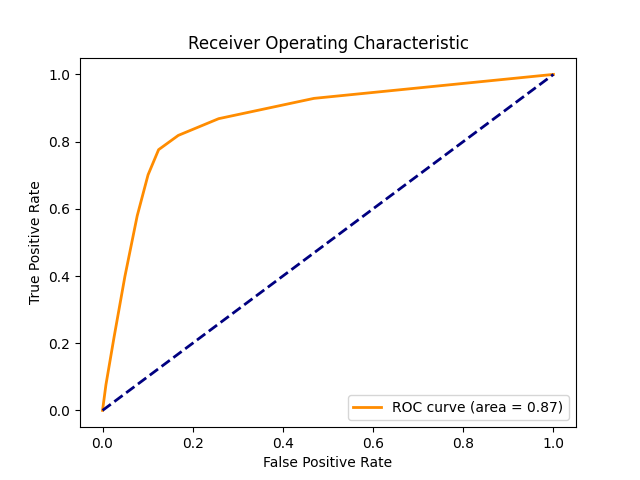 Receiver Operating Characteristic
1.0
0.8
0.6
0.4
0.2
0.0
True Positive Rate
ROC curve (area = 0.87)
0.0 0.2 0.4 0.6 0.8 1.0
False Positive Rate